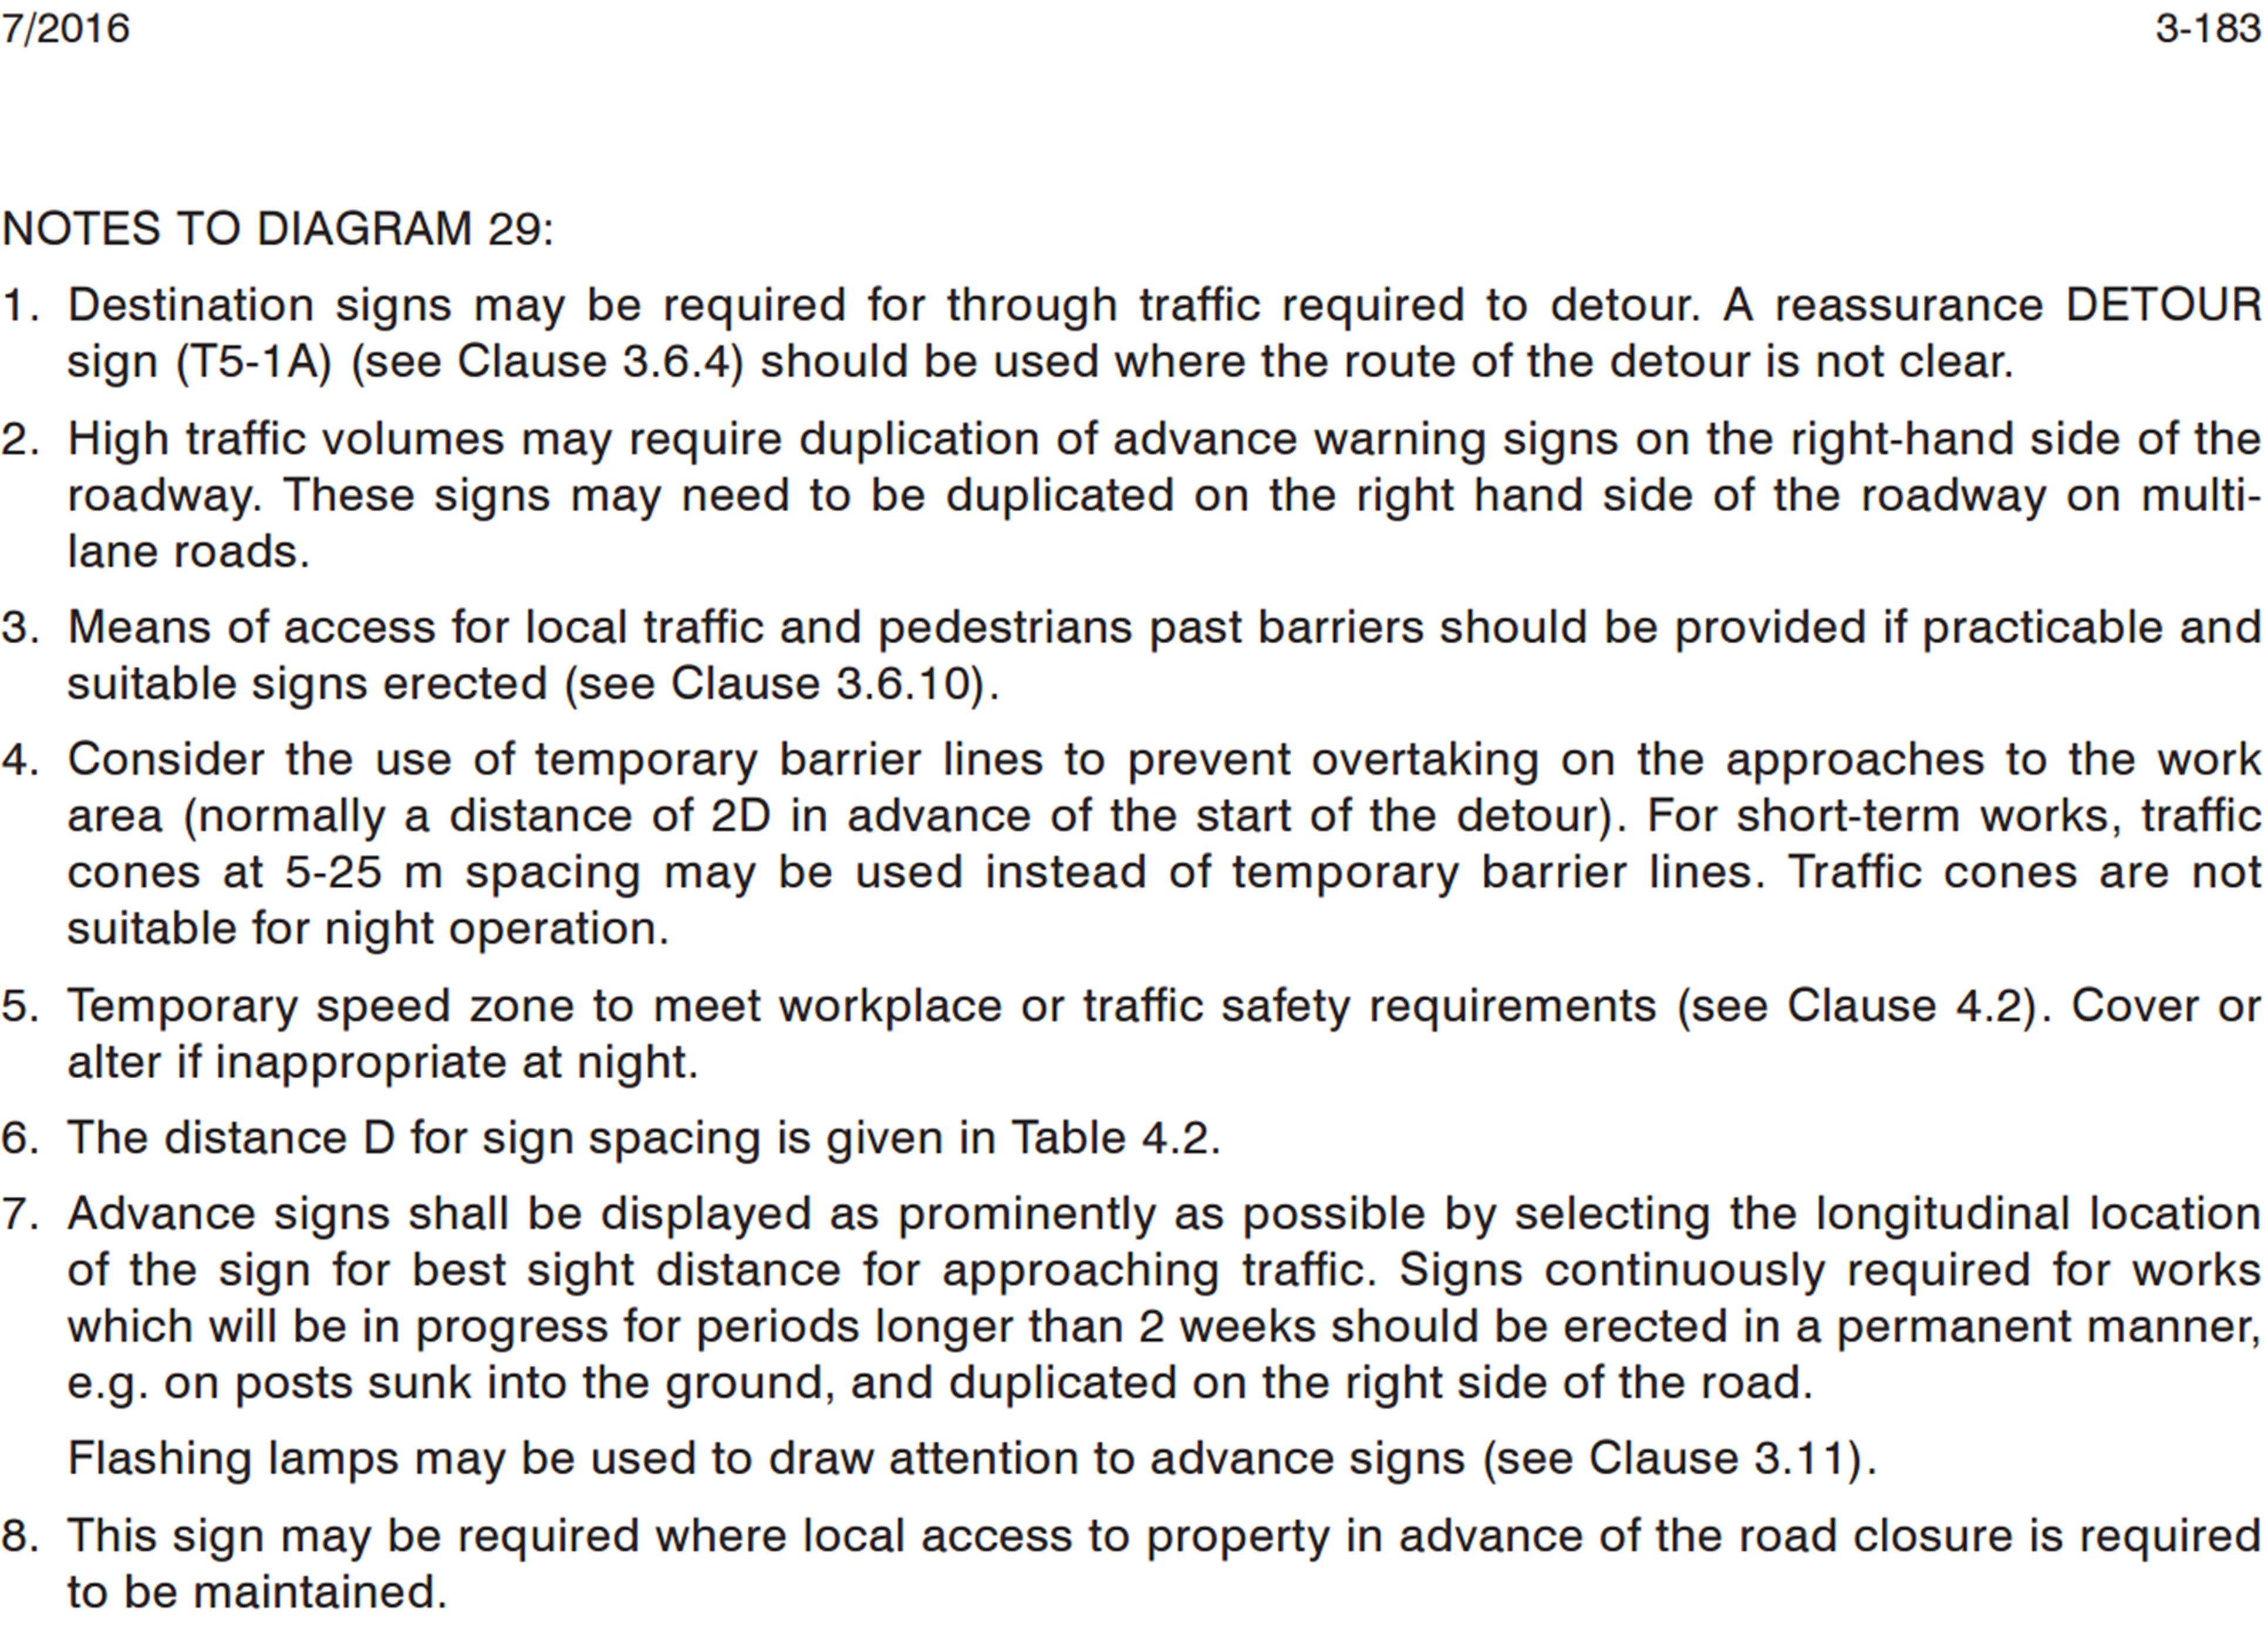 7/2016 3-183
NOTES TO DIAGRAM 29:
1. Destination signs may be required for through traffic required to detour. A reassurance DETOUR
sign (T5-1A) (see Clause 3.6.4) should be used where the route of the detour is not clear.
2. High traffic volumes may require duplication of advance warning signs on the right-hand side of the
roadway. These signs may need to be duplicated on the right hand side of the roadway on multi-
lane roads.
3. Means of access for local traffic and pedestrians past barriers should be provided if practicable and
suitable signs erected (see Clause 3.6.10).
4. Consider the use of temporary barrier lines to prevent overtaking on the approaches to the work
area (normally a distance of 2D in advance of the start of the detour). For short-term works, traffic
cones at 5-25 m spacing may be used instead of temporary barrier lines. Traffic cones are not
suitable for night operation.
5. Temporary speed zone to meet workplace or traffic safety requirements (see Clause 4.2). Cover or
alter if inappropriate at night.
6. The distance D for sign spacing is given in Table 4.2.
7. Advance signs shall be displayed as prominently as possible by selecting the longitudinal location
of the sign for best sight distance for approaching traffic. Signs continuously required for works
which will be in progress for periods longer than 2 weeks should be erected in a permanent manner,
e.g. on posts sunk into the ground, and duplicated on the right side of the road.
Flashing lamps may be used to draw attention to advance signs (see Clause 3.11).
8. This sign may be required where local access to property in advance of the road closure is required
to be maintained.